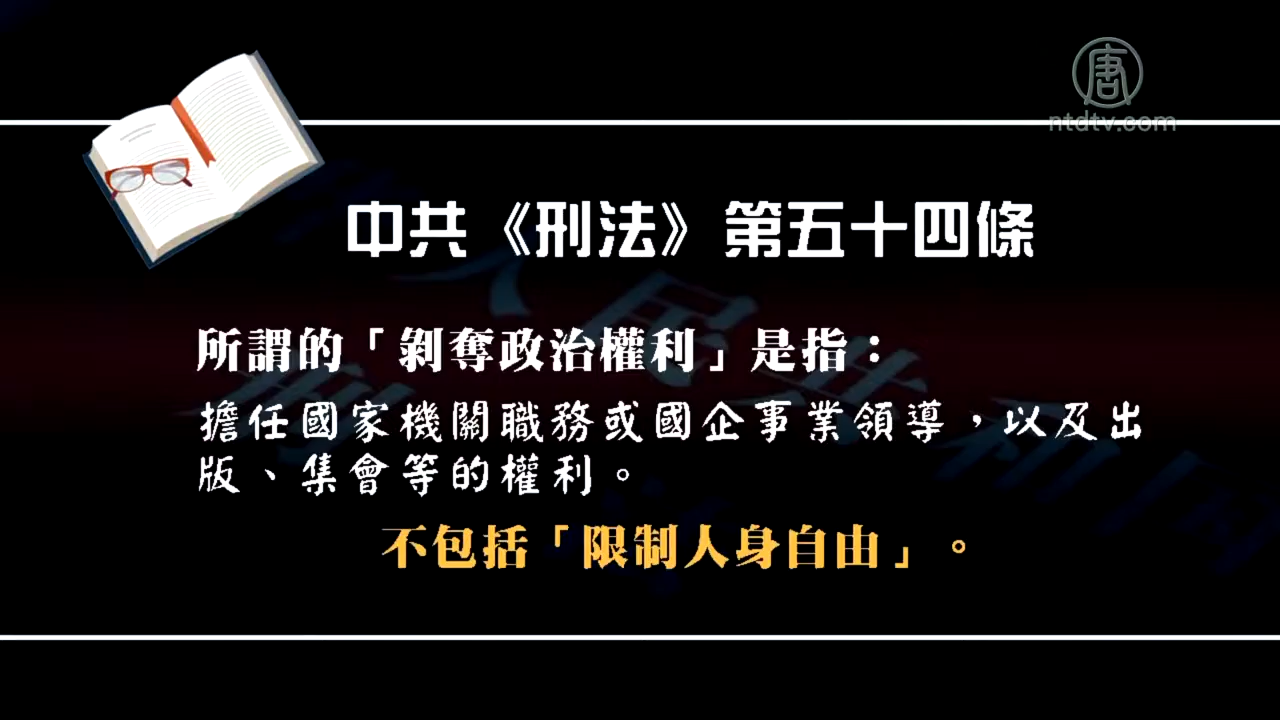 唐
ntdtv.com
中共《刑法》第五十四條
所謂的「剝奪政治權利」是指：
擔任國家機關職務或國企事業領導，以及出
版、集會等的權利。
不包括「限制人身自由」。